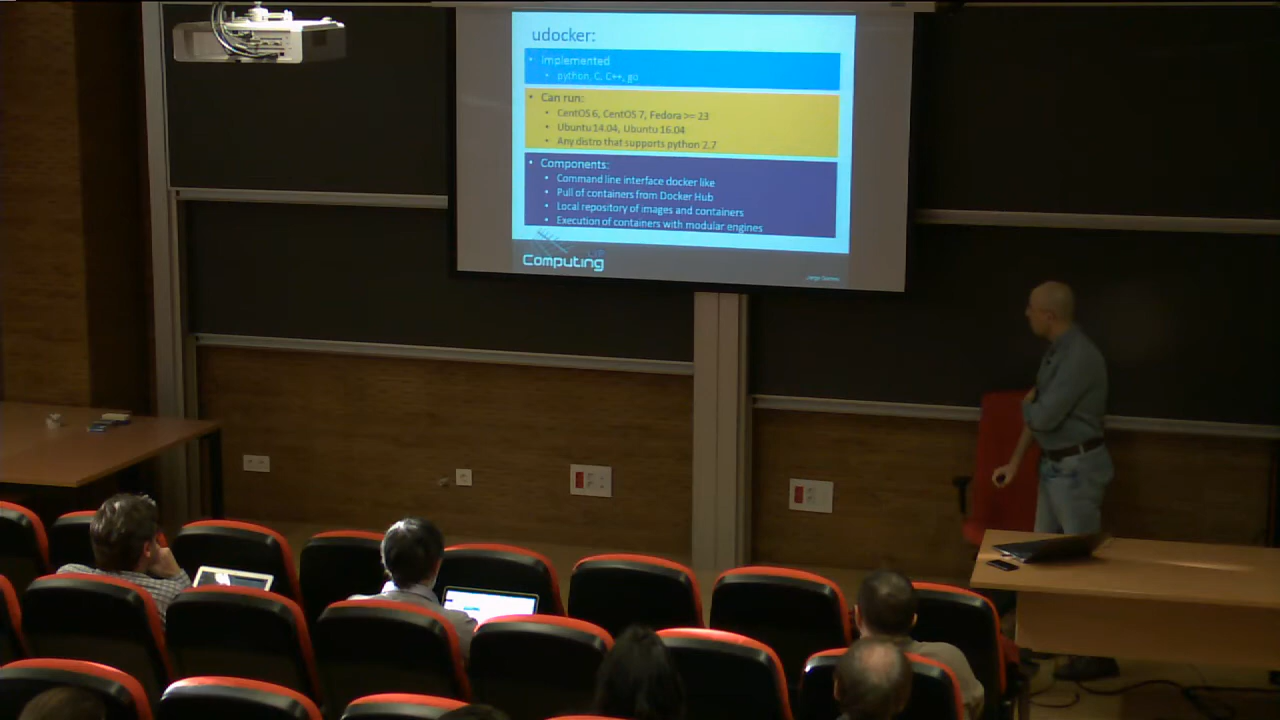 udocker:
• Implemented
• python, C, C++, go
• Can run:
• CentOS 6, CentOS 7, Fedora >= 23
• Ubuntu 14.04, Ubuntu 16.04
• Any distro that supports python 2.7
• Components:
• Command line interface docker like
• Pull of containers from Docker Hub
• Local repository of images and containers
• Execution of containers with modular engines
Computing